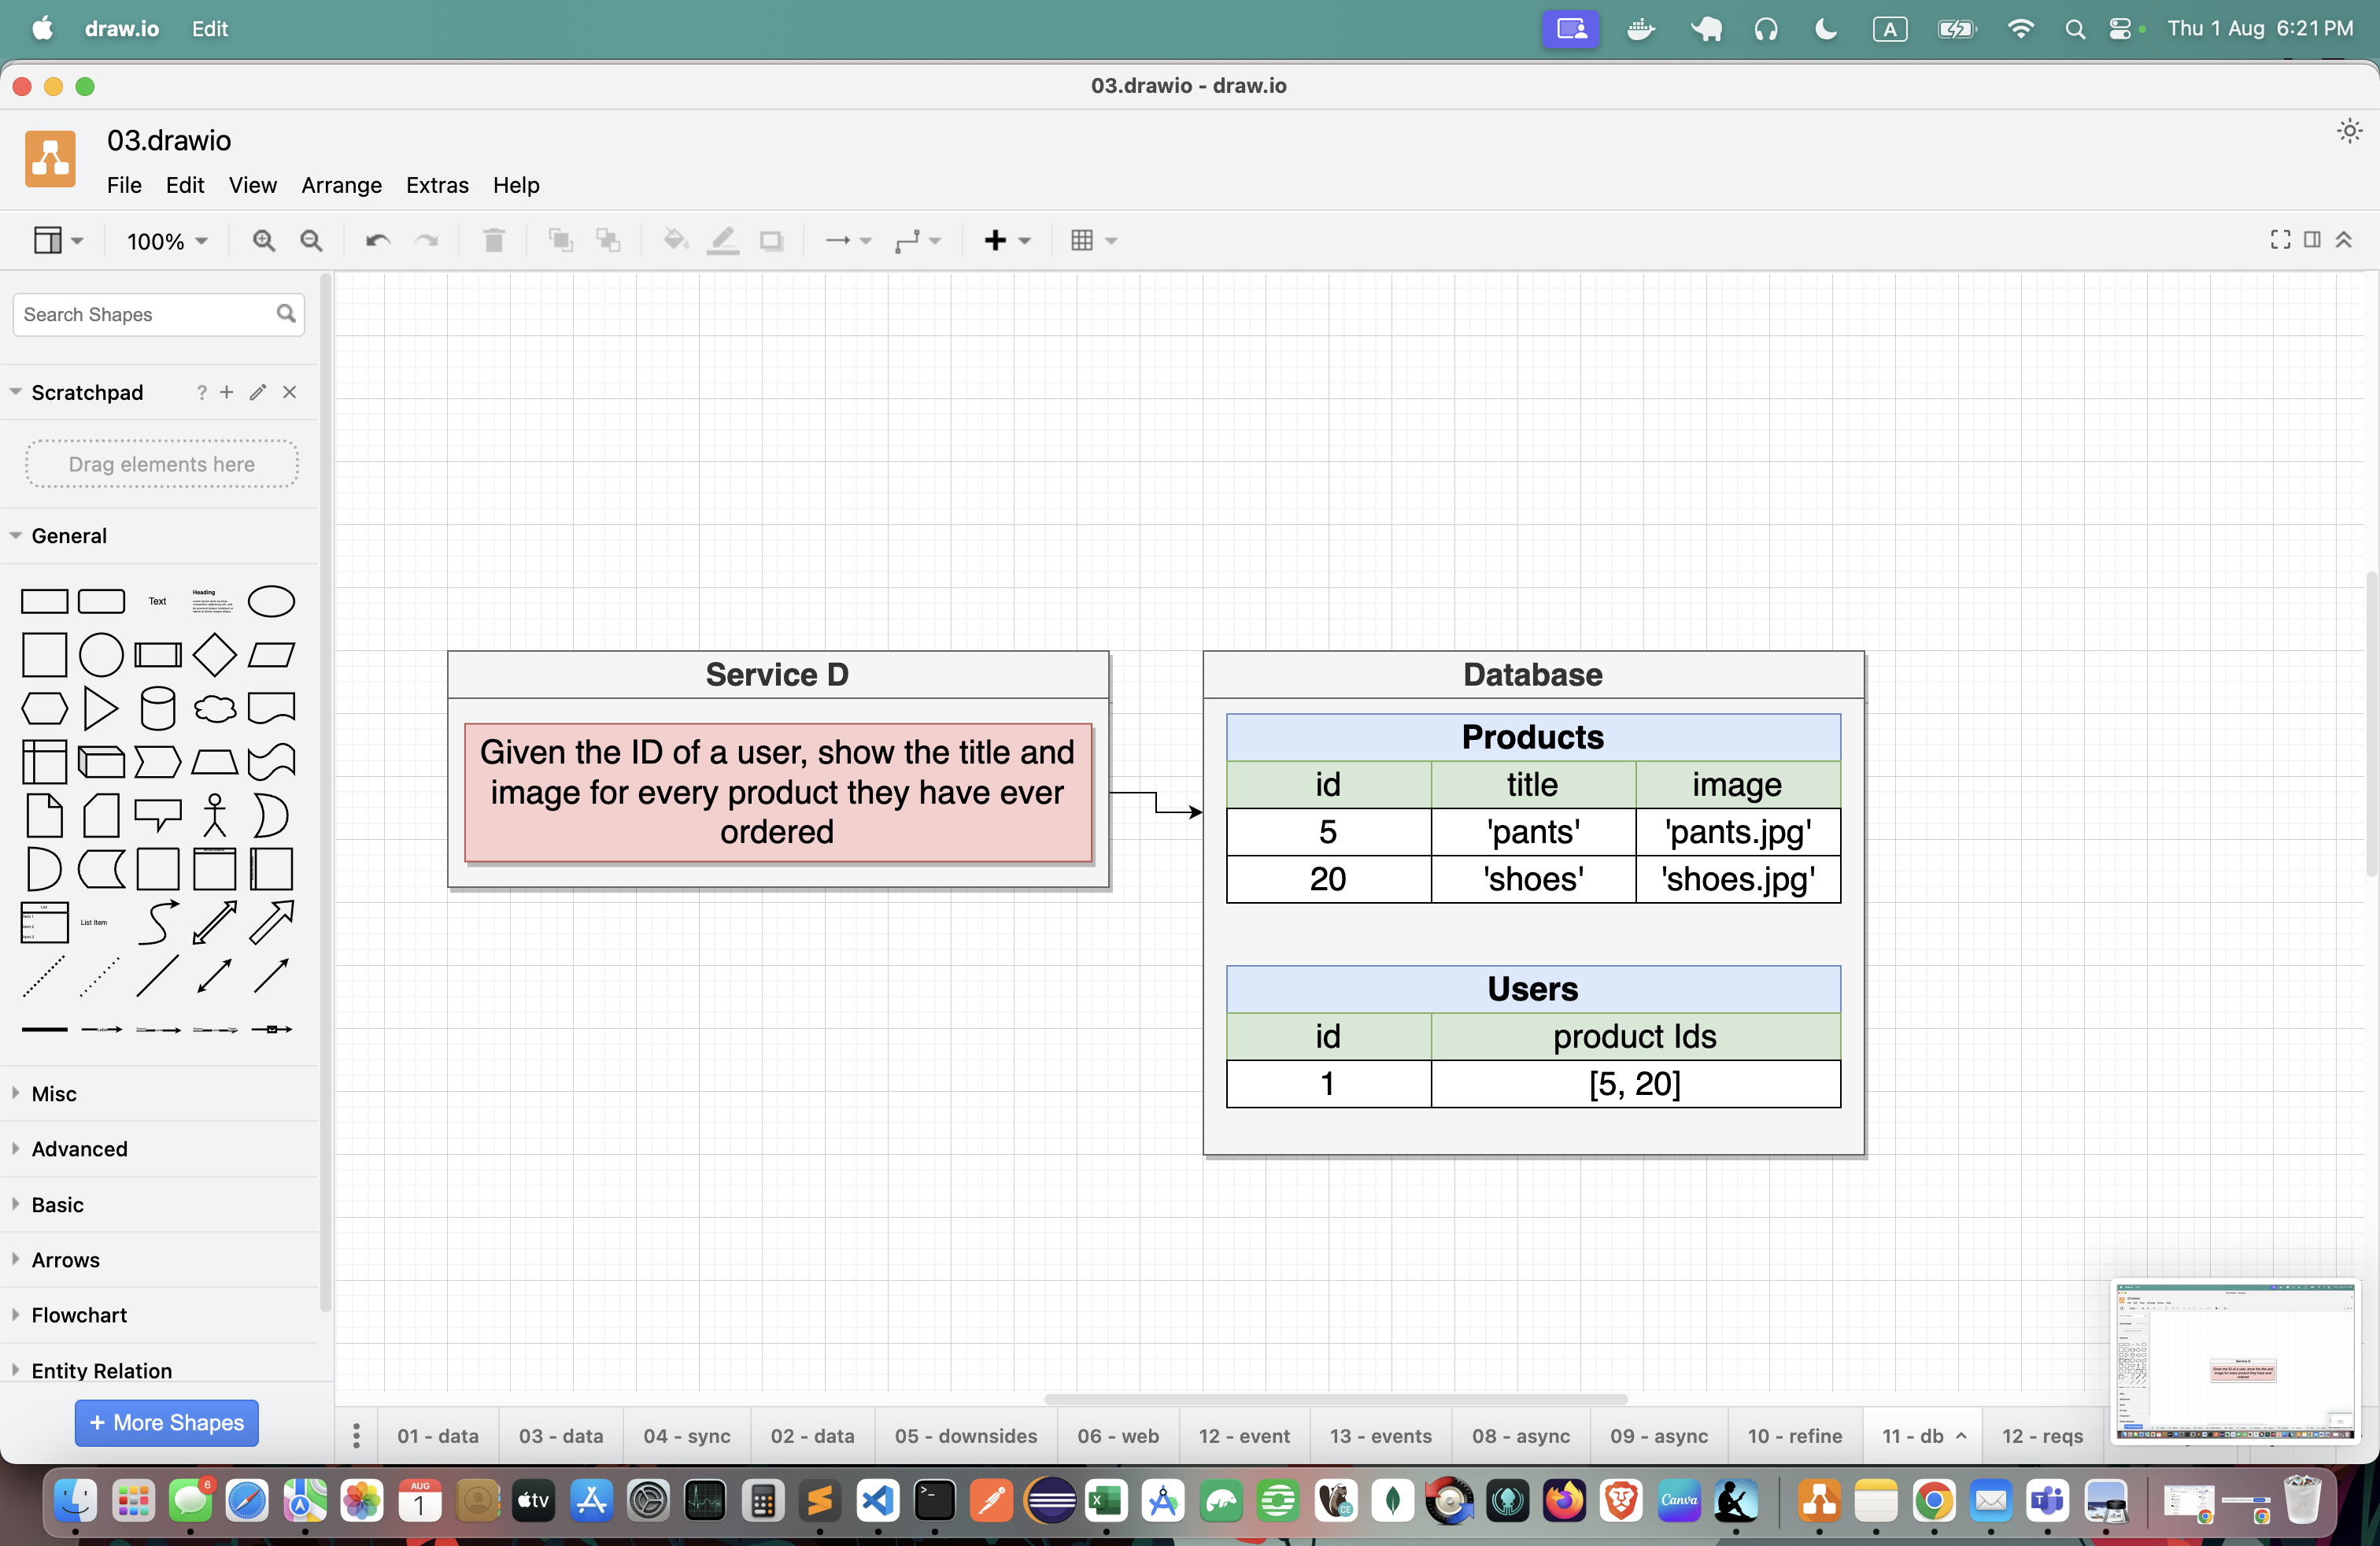 draw.io Edit
A
Thu 1 Aug 6:21 PM
03.drawio - draw.io
03.drawio
File Edit View Arrange Extras Help
100%
Search Shapes
Scratchpad
?
Drag elements here
General
Text
Heading
List Item
Misc
Advanced
Basic
Arrows
Flowchart
Entity Relation
+ More Shapes
Service D
Given the ID of a user, show the title and
image for every product they have ever
ordered
Database
Products
id title image
5 'pants' 'pants.jpg'
20 'shoes' 'shoes.jpg'
Users
id product Ids
1 [5, 20]
01 - data 03 - data 04 - sync 02 - data 05 - downsides 06 - web 12 - event 13 - events 08 - async 09 - async 10 - refine 11 - db 12 - reqs
6
AUG
1
tv
CE
Canva